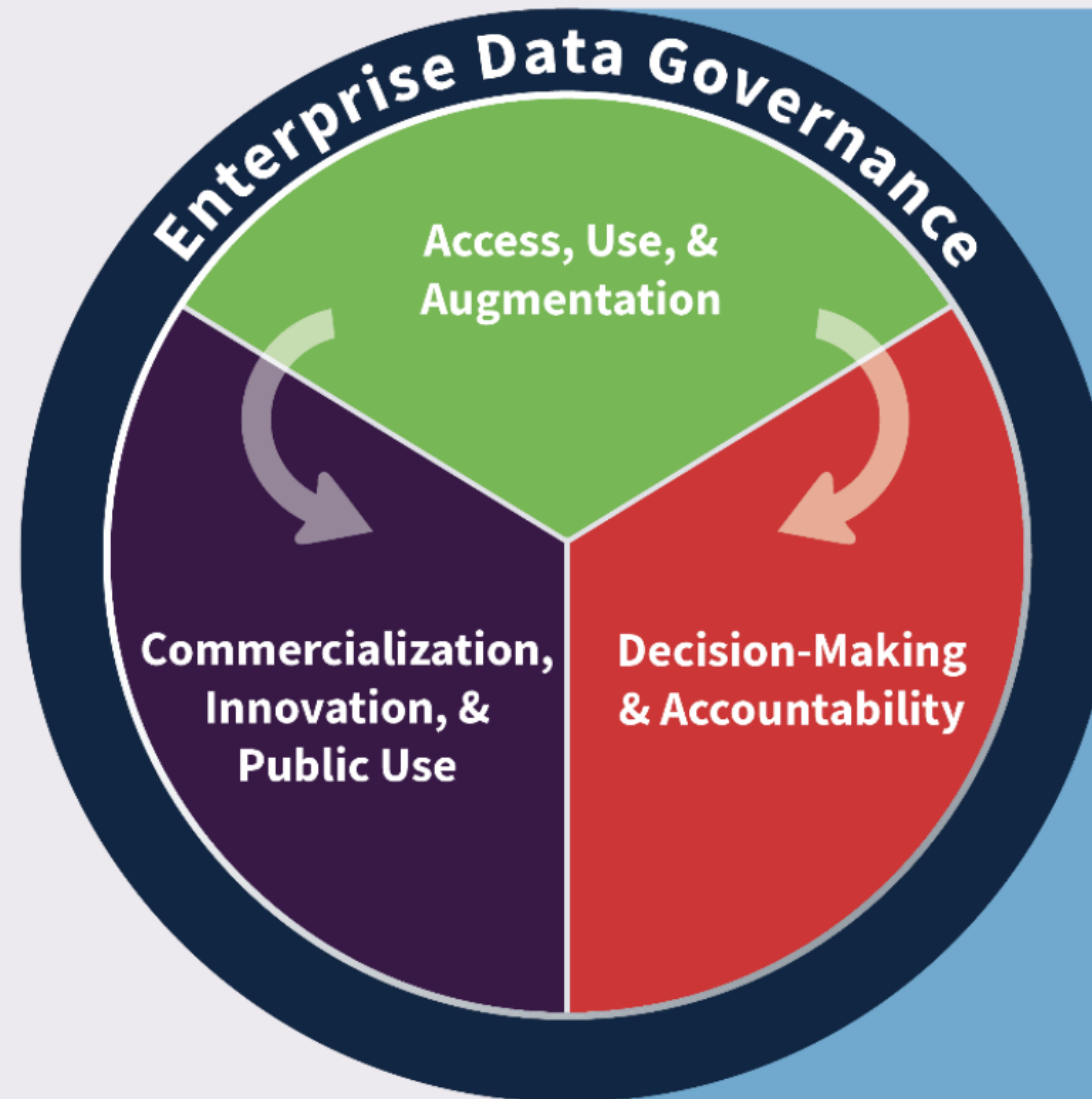 Enterprise Data Governance
Access, Use, &
Augmentation
Commercialization,
Innovation, &
Public Use
Decision-Making
& Accountability